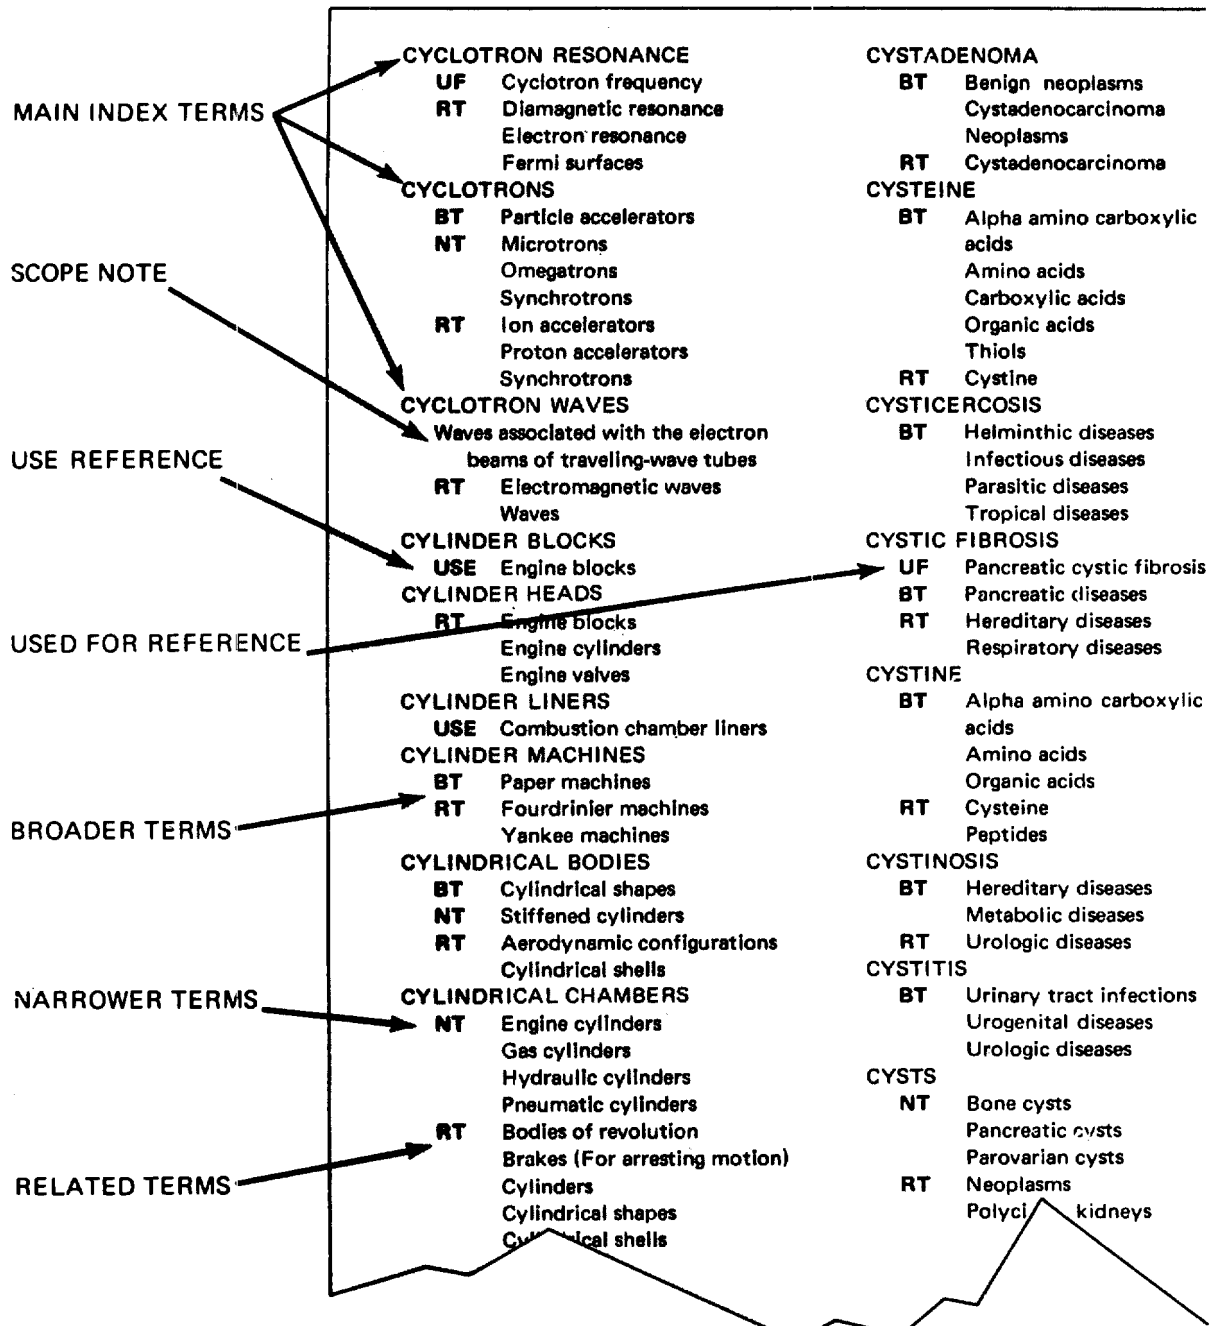 MAIN INDEX TERMS
SCOPE NOTE
USE REFERENCE
USED FOR REFERENCE
BROADER TERMS
NARROWER TERMS
RELATED TERMS
CYCLOTRON RESONANCE
UF Cyclotron frequency
RT Diamagnetic resonance
Electron resonance
Fermi surfaces
CYCLOTRONS
BT Particle accelerators
NT Microtrons
Omegatrons
Synchrotrons
RT Ion accelerators
Proton accelerators
Synchrotrons
CYCLOTRON WAVES
Waves associated with the electron
beams of traveling-wave tubes
RT Electromagnetic waves
Waves
CYLINDER BLOCKS
USE Engine blocks
CYLINDER HEADS
RT Engine blocks
Engine cylinders
Engine valves
CYLINDER LINERS
USE Combustion chamber liners
CYLINDER MACHINES
BT Paper machines
RT Fourdrinier machines
Yankee machines
CYLINDRICAL BODIES
BT Cylindrical shapes
NT Stiffened cylinders
RT Aerodynamic configurations
Cylindrical shells
CYLINDRICAL CHAMBERS
NT Engine cylinders
Gas cylinders
Hydraulic cylinders
Pneumatic cylinders
RT Bodies of revolution
Brakes (For arresting motion)
Cylinders
Cylindrical shapes
Cylindrical shells
CYSTADENOMA
BT Benign neoplasms
Cystadenocarcinoma
Neoplasms
RT Cystadenocarcinoma
CYSTEINE
BT Alpha amino carboxylic
acids
Amino acids
Carboxylic acids
Organic acids
Thiols
RT Cystine
CYSTICERCOSIS
BT Helminthic diseases
Infectious diseases
Parasitic diseases
Tropical diseases
CYSTIC FIBROSIS
UF Pancreatic cystic fibrosis
BT Pancreatic diseases
RT Hereditary diseases
Respiratory diseases
CYSTINE
BT Alpha amino carboxylic
acids
Amino acids
Organic acids
RT Cysteine
Peptides
CYSTINOSIS
BT Hereditary diseases
Metabolic diseases
RT Urologic diseases
CYSTITIS
BT Urinary tract infections
Urogenital diseases
Urologic diseases
CYSTS
NT Bone cysts
Pancreatic cysts
Parovarian cysts
RT Neoplasms
kidneys